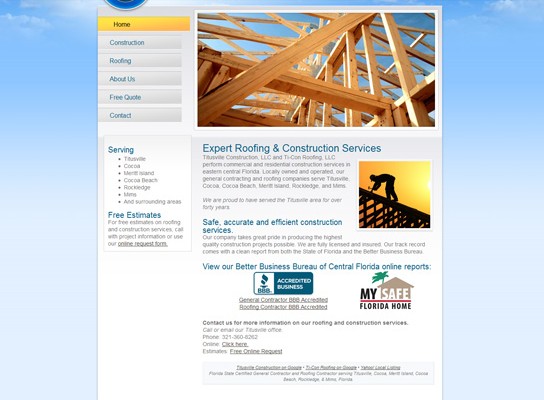 Home
Construction
Roofing
About Us
Free Quote
Contact
Serving
Titusville
Cocoa
Merritt Island
Cocoa Beach
Rockledge
Mims
And surrounding areas
Free Estimates
For free estimates on roofing
and construction services, call
with project information or use
our online request form.
Expert Roofing & Construction Services
Titusville Construction, LLC and Ti-Con Roofing, LLC
perform commercial and residential construction services in
eastern central Florida. Locally owned and operated, our
general contracting and roofing companies serve Titusville,
Cocoa, Cocoa Beach, Merritt Island, Rockledge, and Mims.
We are proud to have served the Titusville area for over
forty years.
Safe, accurate and efficient construction
services.
Our company takes great pride in producing the highest
quality construction projects possible. We are fully licensed and insured. Our track record
comes with a clean report from both the State of Florida and the Better Business Bureau.
View our Better Business Bureau of Central Florida online reports:
BBB
ACCREDITED
BUSINESS
General Contractor BBB Accredited
Roofing Contractor BBB Accredited
MY SAFE
FLORIDA HOME
Contact us for more information on our roofing and construction services.
Call or email our Titusville office.
Phone: 321-360-8262
Online: Click here.
Estimates: Free Online Request
Titusville Construction on Google • Ti-Con Roofing on Google • Yahoo! Local Listing
Florida State Certified General Contractor and Roofing Contractor serving Titusville, Cocoa, Merritt Island, Cocoa
Beach, Rockledge, & Mims, Florida.